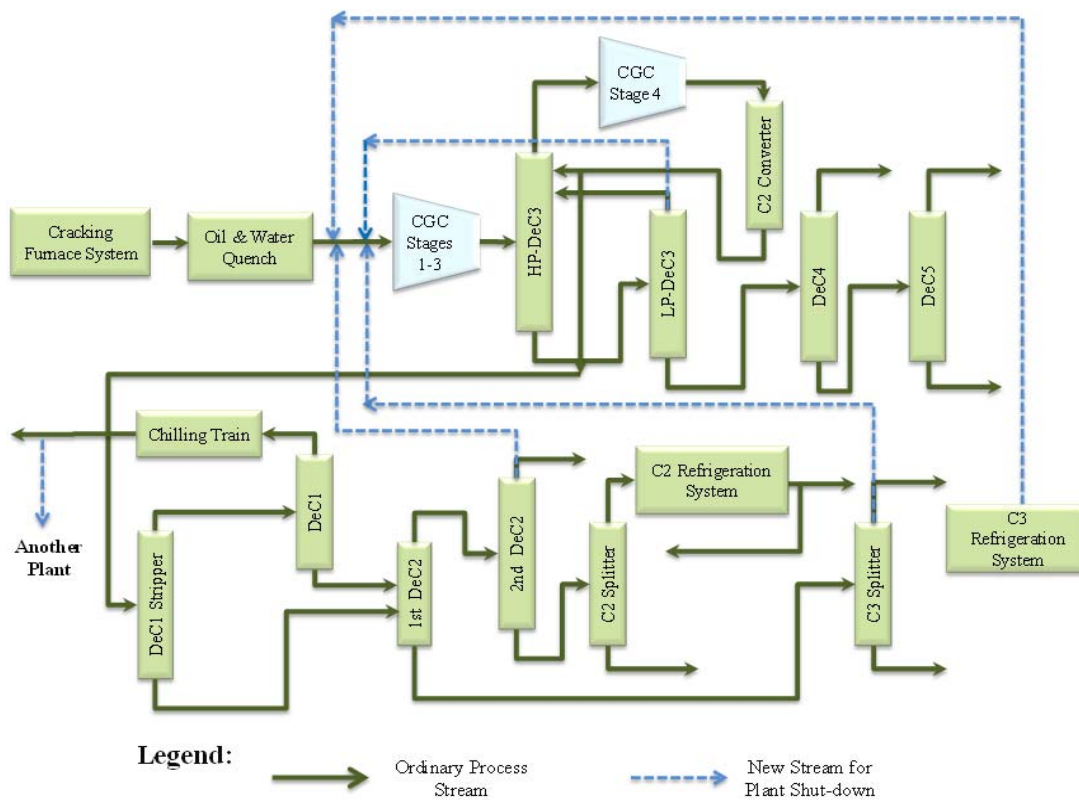 CGC
Stage 4
C2 Converter
HP-DeC3
Cracking
Furnace System
Oil & Water
Quench
CGC
Stages
1-3
LP-DeC3
DeC4
DeC5
Chilling Train
DeC1
C2 Refrigeration
System
C3
Refrigeration
System
Another
Plant
DeC1 Stripper
1st DeC2
2nd DeC2
C2 Splitter
C3 Splitter
Legend:
Ordinary Process
Stream
New Stream for
Plant Shut-down